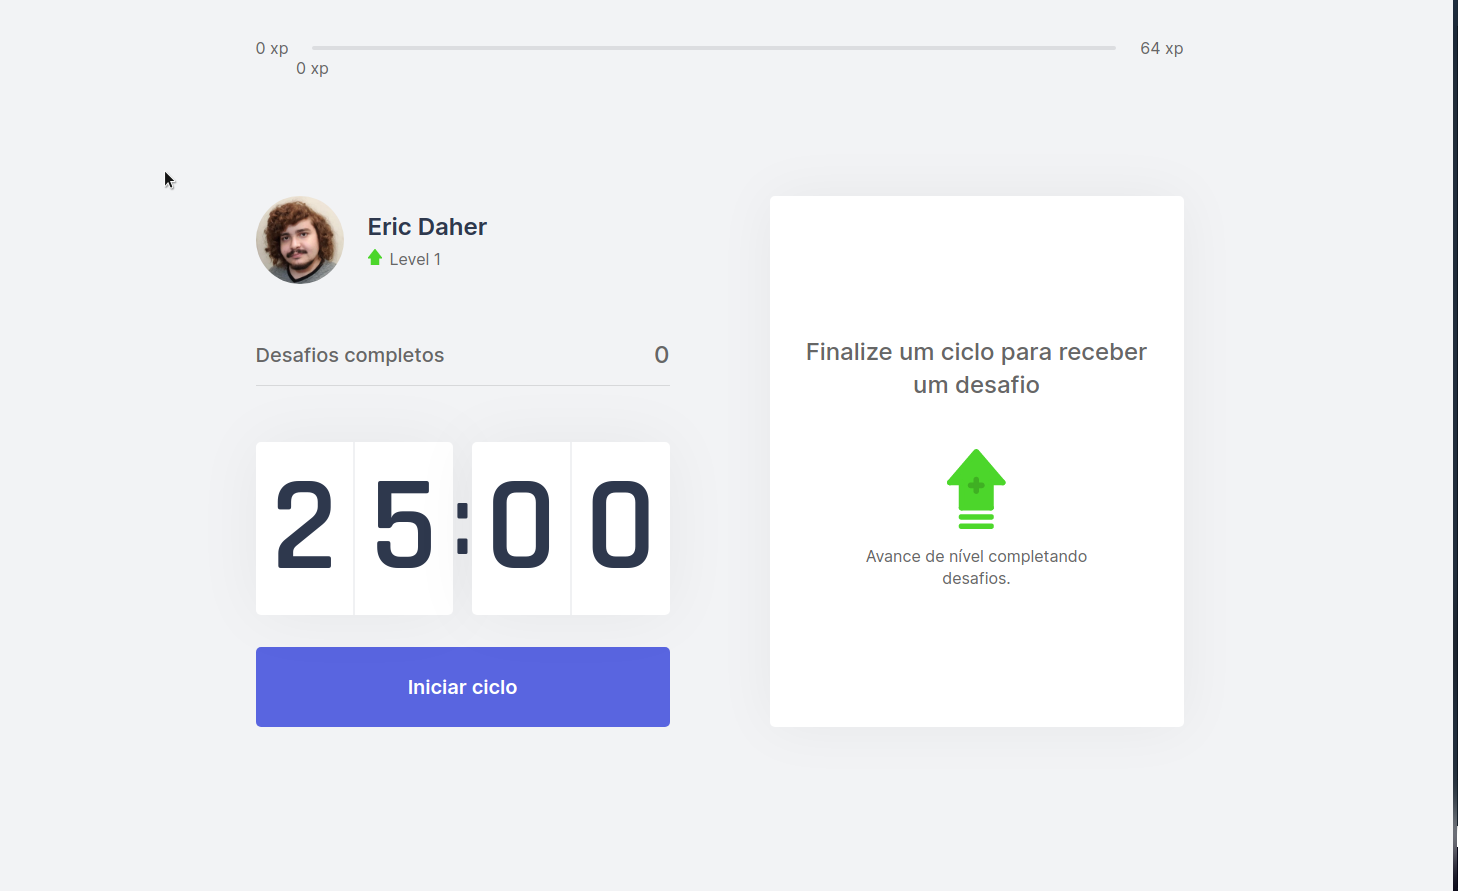 0 xp
64 xp
0 xp
Eric Daher
Level 1
Desafios completos
0
25:00
Iniciar ciclo
Finalize um ciclo para receber
um desafio
Avance de nível completando
desafios.